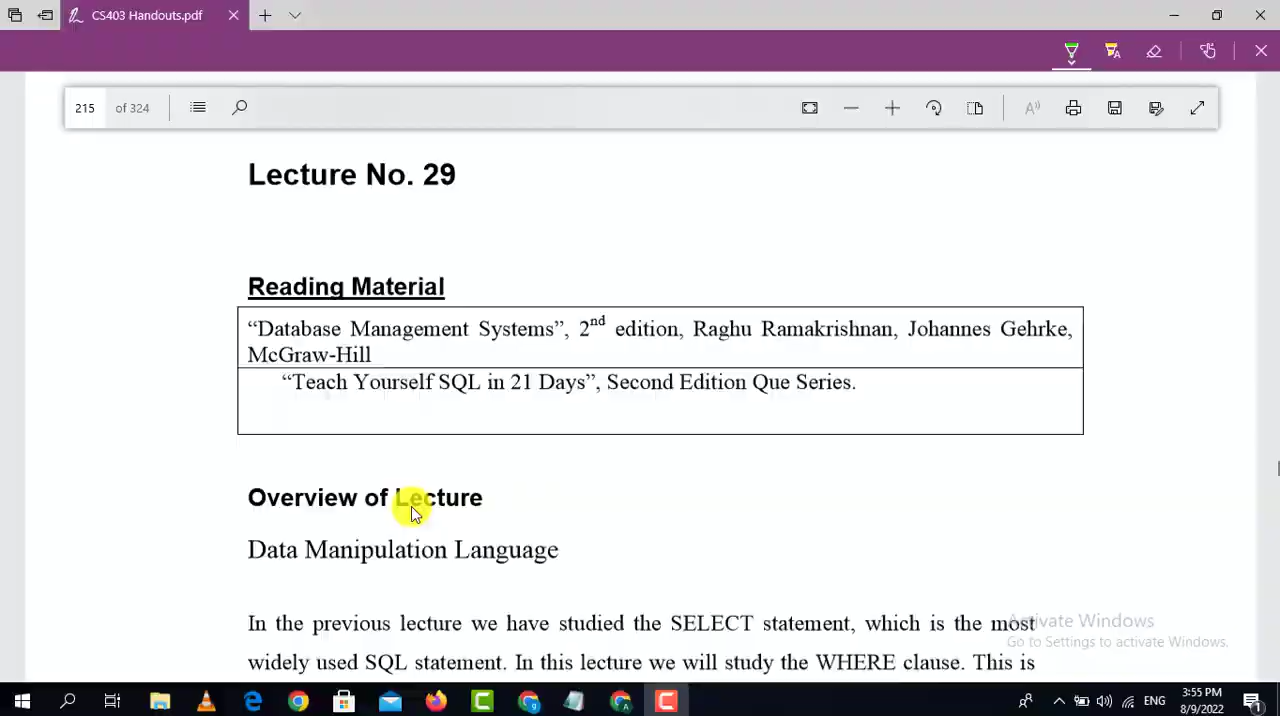 CS403 Handouts.pdf
215 of 324
Lecture No. 29
Reading Material
“Database Management Systems”, 2nd edition, Raghu Ramakrishnan, Johannes Gehrke,
McGraw-Hill
“Teach Yourself SQL in 21 Days”, Second Edition Que Series.
Overview of Lecture
Data Manipulation Language
In the previous lecture we have studied the SELECT statement, which is the most
widely used SQL statement. In this lecture we will study the WHERE clause. This is
Activate Windows
Go to Settings to activate Windows.
ENG
3:55 PM
8/9/2022